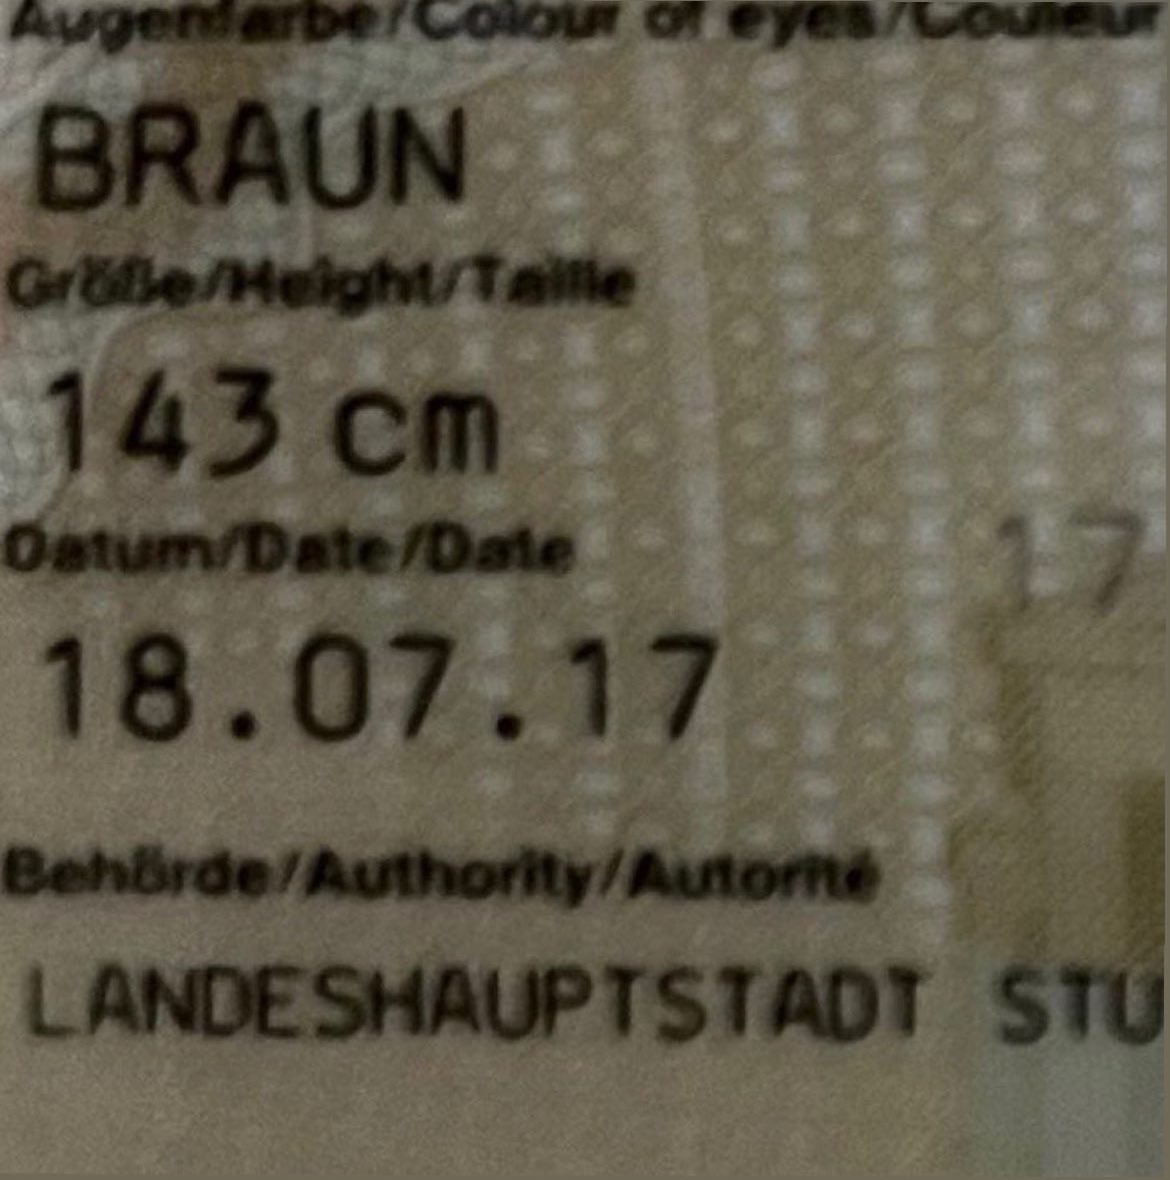 Augenfarbe/Colour of eyes/Couleur
BRAUN
Größe/Height/Taille
143 cm
Datum/Date/Date
17
18.07.17
Behörde/Authority/Autorité
LANDESHAUPTSTADT STU